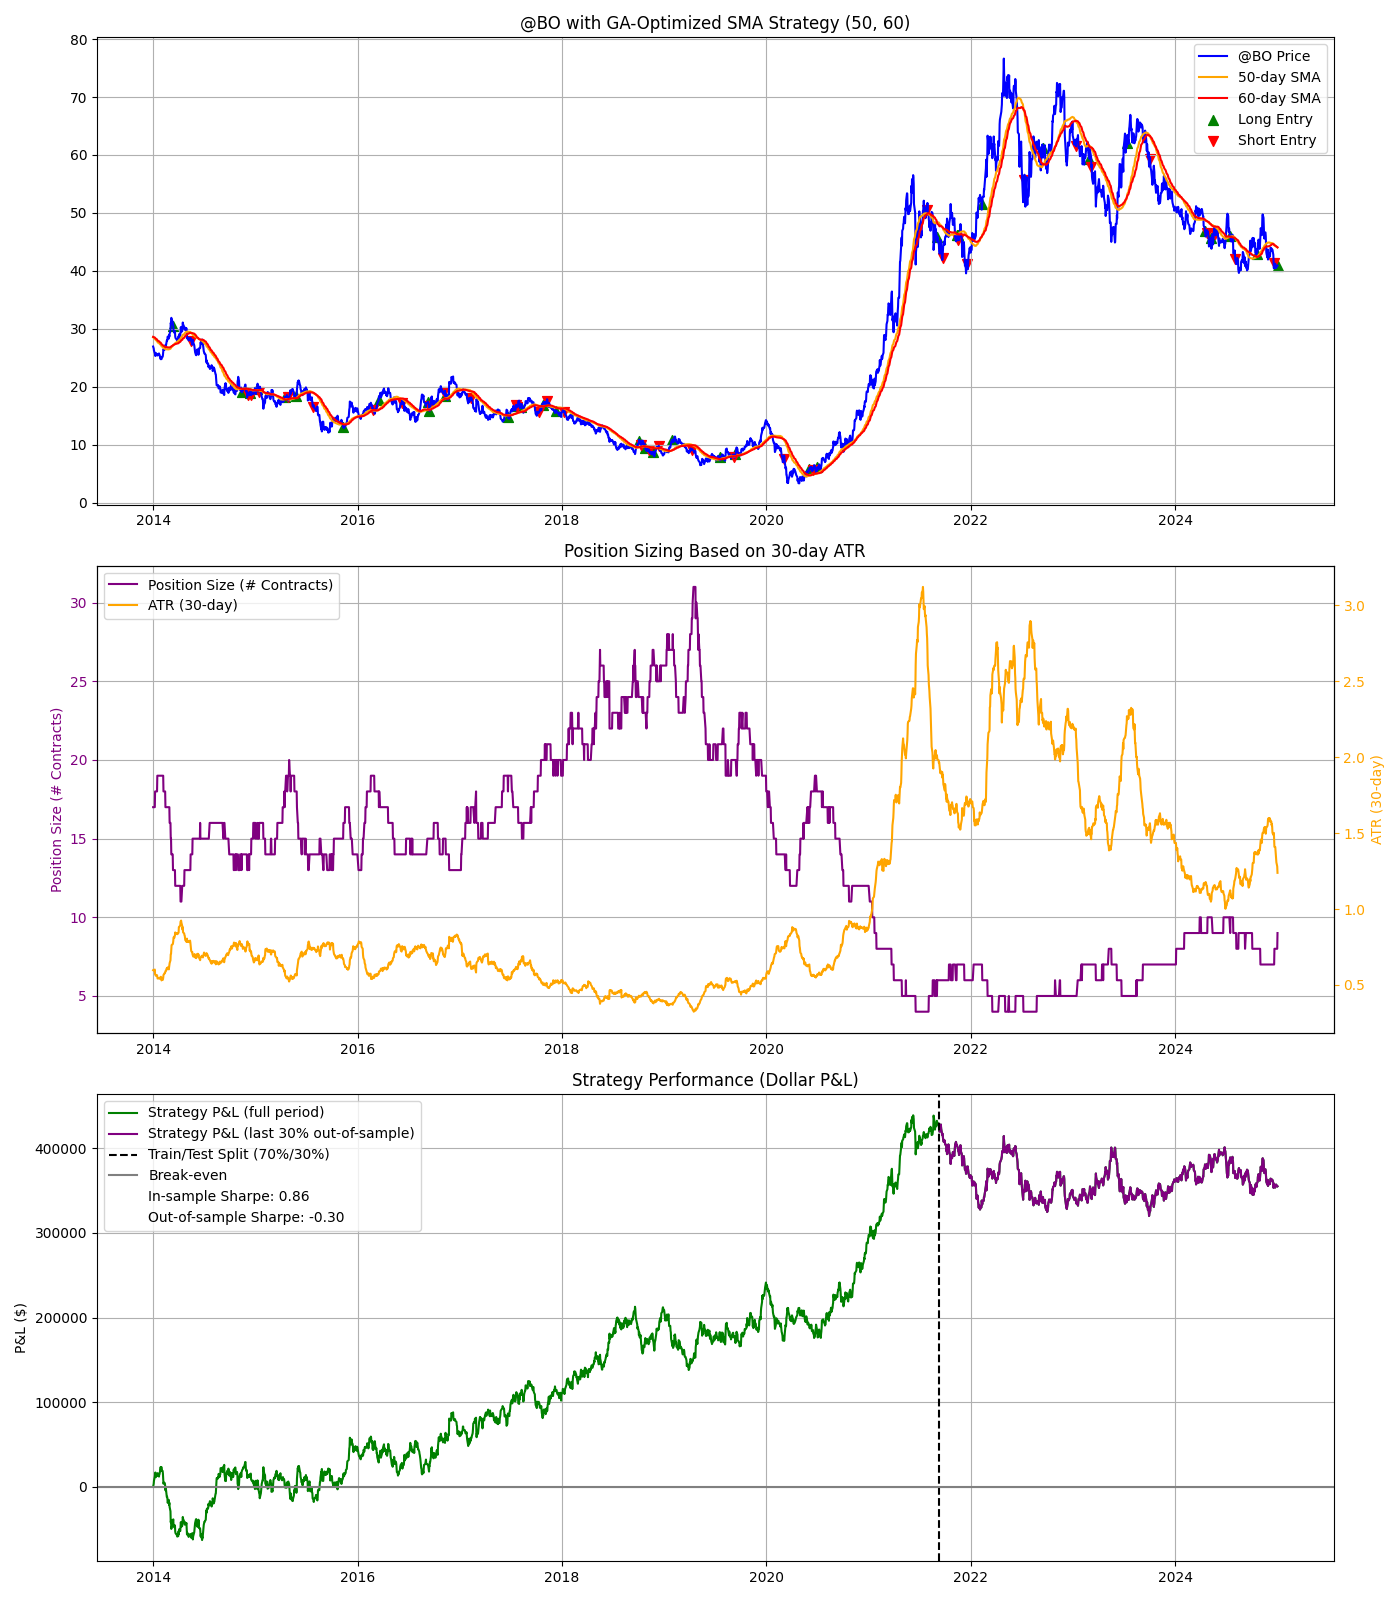 @BO with GA-Optimized SMA Strategy (50, 60)
80
70
60
50
40
30
20
10
0
@BO Price
50-day SMA
60-day SMA
Long Entry
Short Entry
2014 2016 2018 2020 2022 2024
Position Sizing Based on 30-day ATR
Position Size (# Contracts)
30
25
20
15
10
5
Position Size (# Contracts)
ATR (30-day)
3.0
2.5
2.0
1.5
1.0
0.5
ATR (30-day)
2014 2016 2018 2020 2022 2024
Strategy Performance (Dollar P&L)
P&L ($)
400000
300000
200000
100000
0
Strategy P&L (full period)
Strategy P&L (last 30% out-of-sample)
Train/Test Split (70%/30%)
Break-even
In-sample Sharpe: 0.86
Out-of-sample Sharpe: -0.30
2014 2016 2018 2020 2022 2024